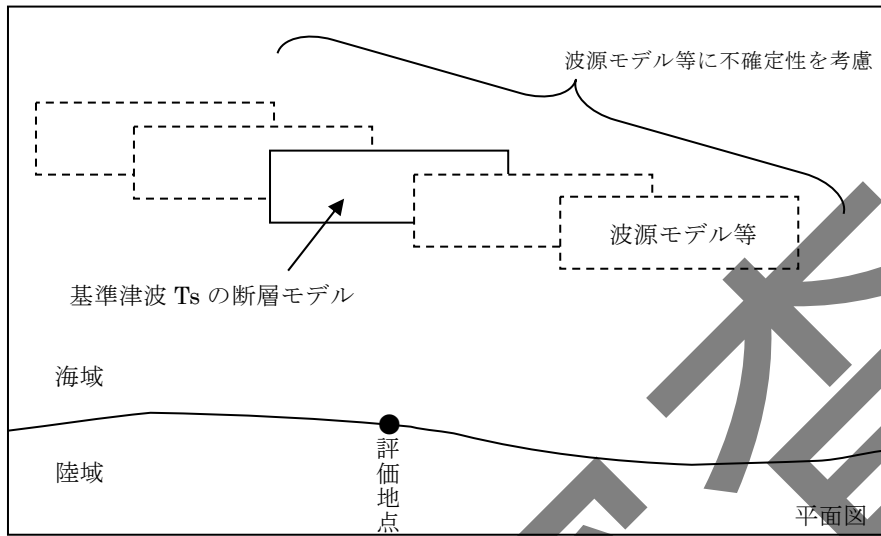 波源モデル等に不確定性を考慮
波源モデル等
基準津波 Ts の断層モデル
海域
評価地点
陸域
平面図